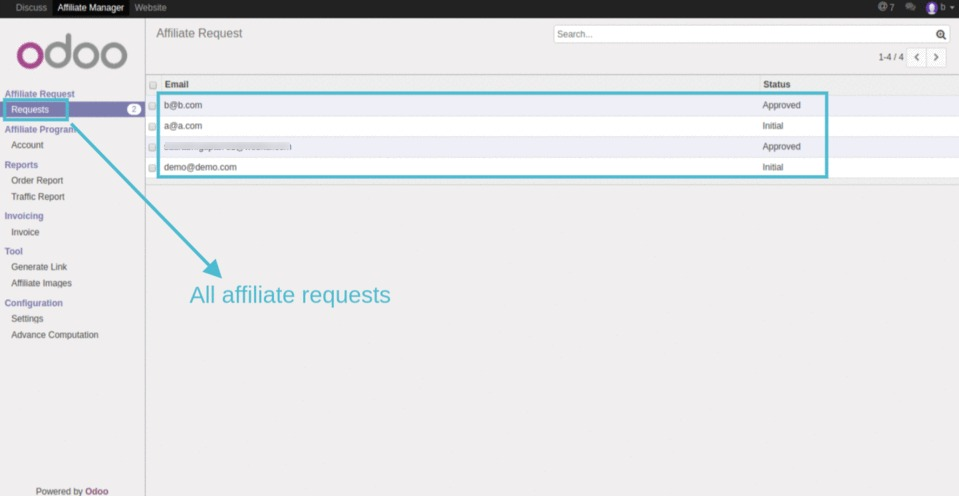 Discuss Affiliate Manager Website
@ 7 b
odoo
Affiliate Request
Search...
1-4 / 4
Affiliate Request
Requests 2
Affiliate Program
Account
Reports
Order Report
Traffic Report
Invoicing
Invoice
Tool
Generate Link
Affiliate Images
Configuration
Settings
Advance Computation
Email Status
b@b.com Approved
a@a.com Initial
Approved
demo@demo.com Initial
All affiliate requests
Powered by Odoo